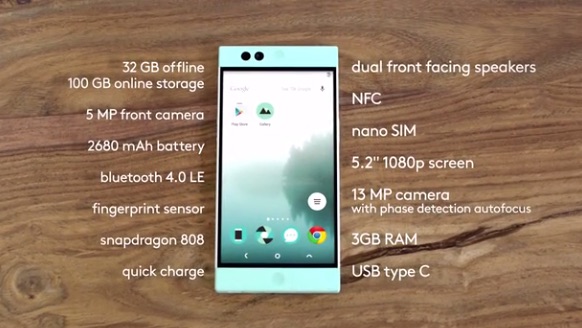 32 GB offline
100 GB online storage
5 MP front camera
2680 mAh battery
bluetooth 4.0 LE
fingerprint sensor
snapdragon 808
quick charge
Google
Play Store
dual front facing speakers
NFC
nano SIM
5.2" 1080p screen
13 MP camera
with phase detection autofocus
3GB RAM
USB type C